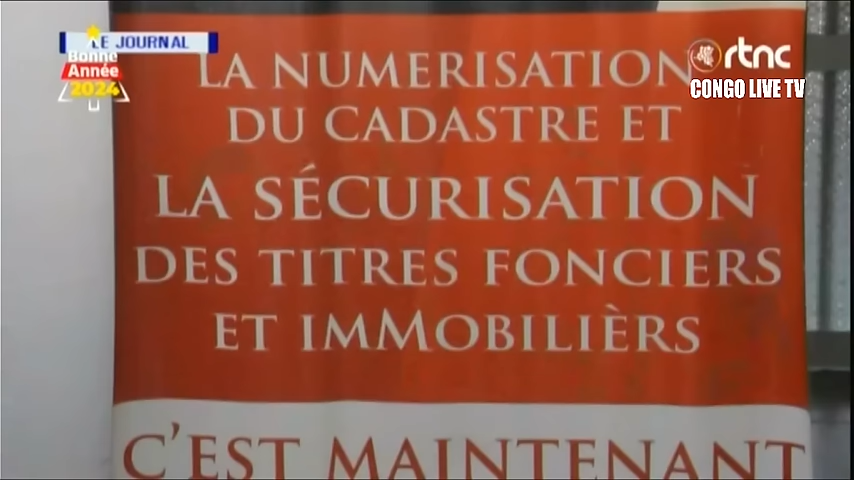 LE JOURNAL
Bonne
Année
2024
rtnc
CONGO LIVE TV
LA NUMERISATION
DU CADASTRE ET
LA SÉCURISATION
DES TITRES FONCIERS
ET IMMOBILIÈRS
C'EST MAINTENANT